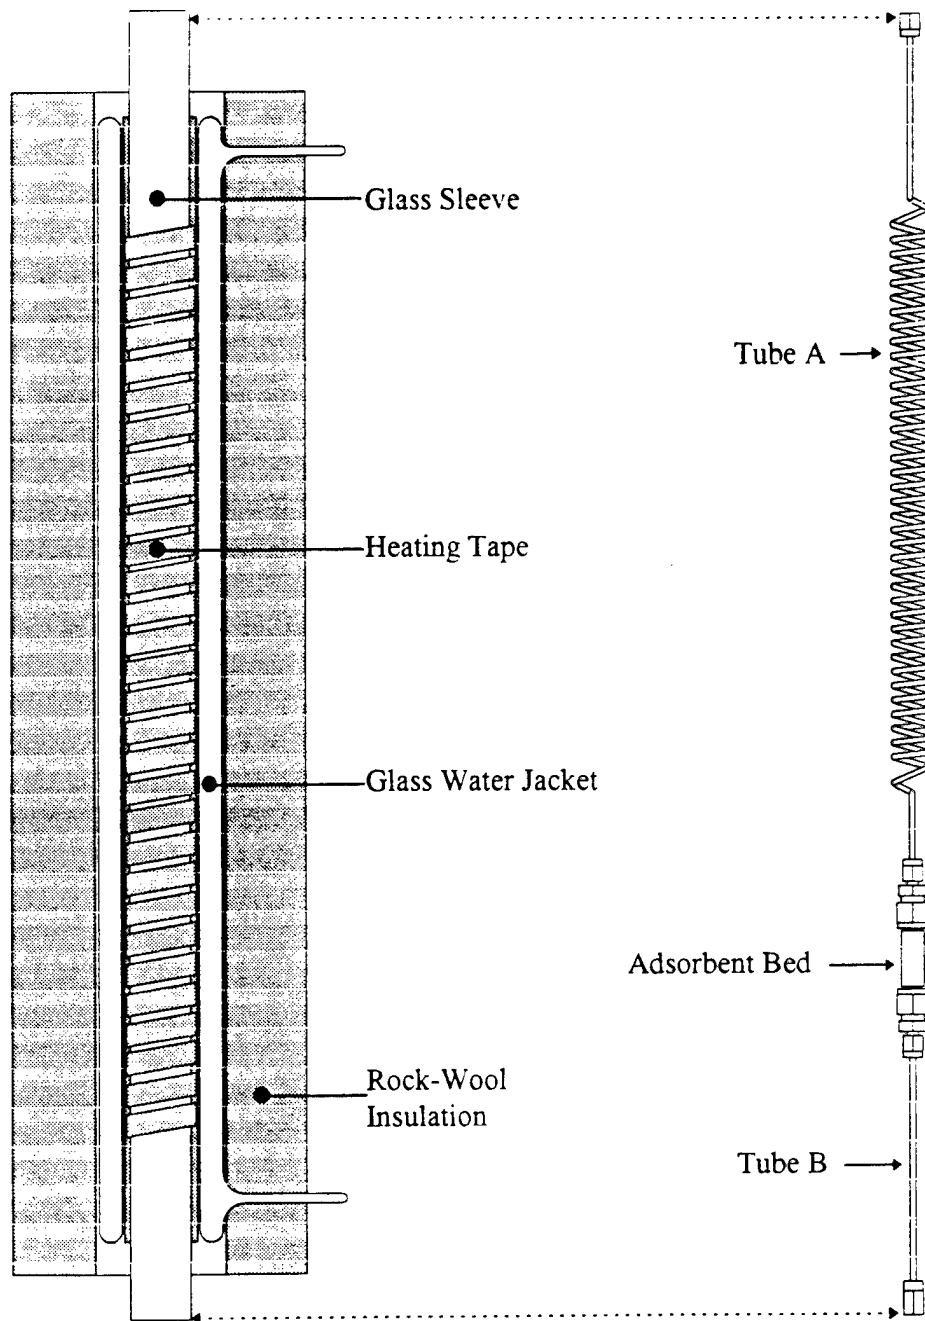 Glass Sleeve
Tube A
Heating Tape
Glass Water Jacket
Adsorbent Bed
Rock-Wool
Insulation
Tube B